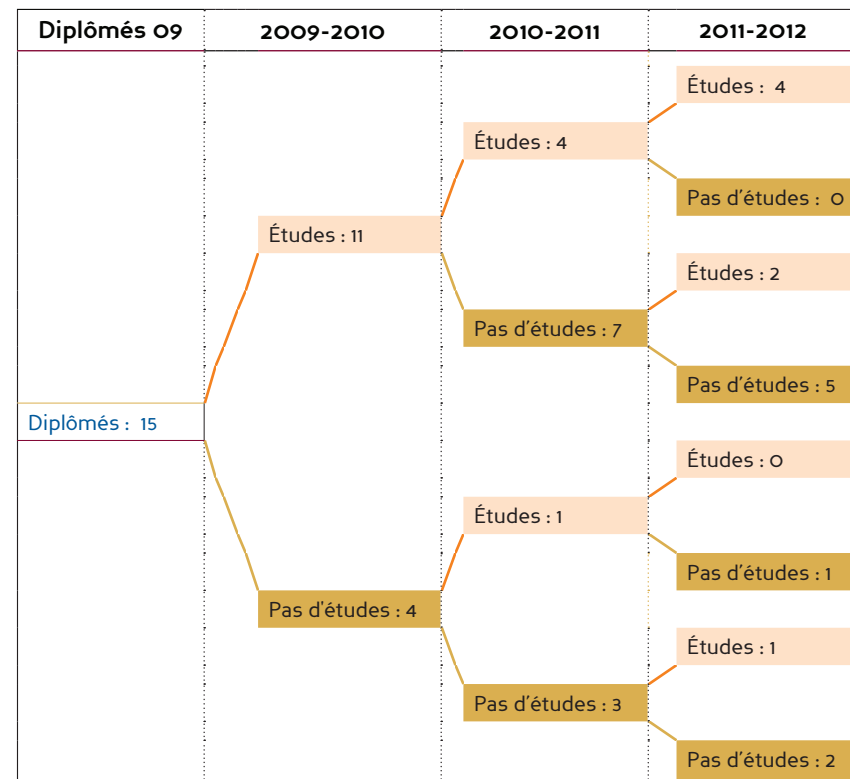 Diplômés 09 2009-2010 2010-2011 2011-2012
Études : 4
Études : 4
Pas d'études : 0
Études : 11
Études : 2
Pas d'études : 7
Pas d'études : 5
Diplômés : 15
Études : 0
Études : 1
Pas d'études : 1
Pas d'études : 4
Études : 1
Pas d'études : 3
Pas d'études : 2